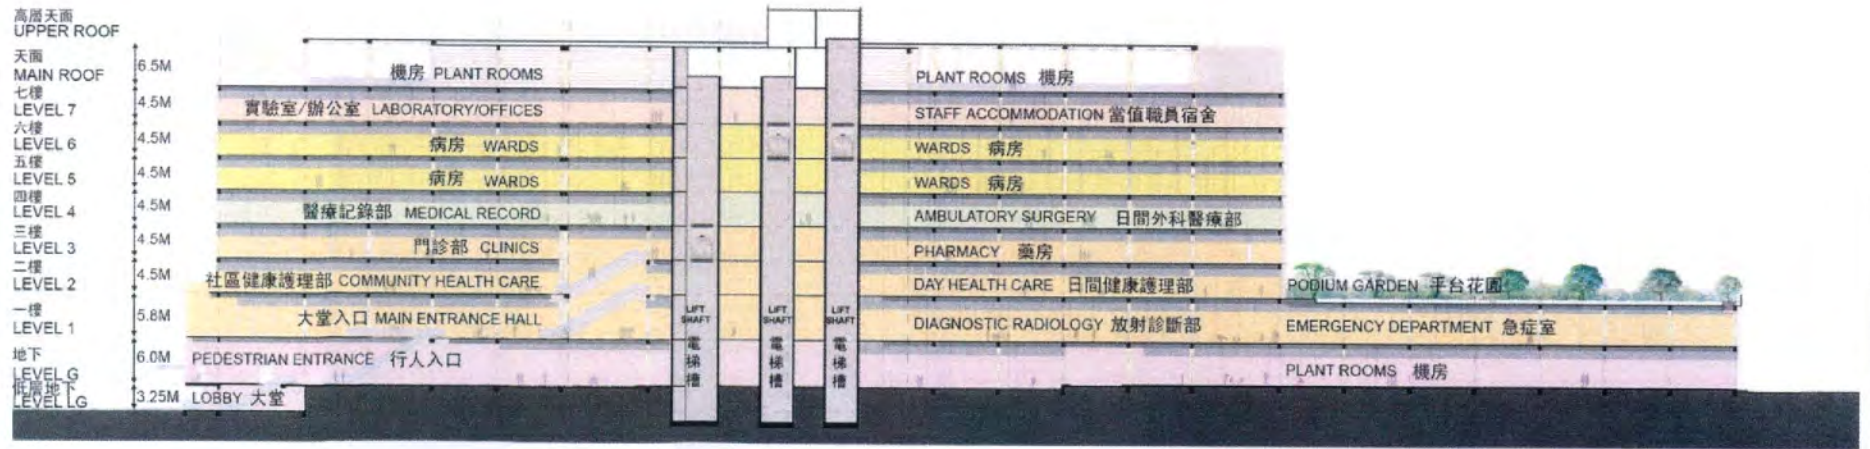 高層天面
UPPER ROOF
天面
MAIN ROOF
6.5M
機房 PLANT ROOMS
PLANT ROOMS 機房
七樓
LEVEL 7
4.5M
實驗室/辦公室 LABORATORY/OFFICES
STAFF ACCOMMODATION 當值職員宿舍
六樓
LEVEL 6
4.5M
病房 WARDS
WARDS 病房
五樓
LEVEL 5
4.5M
病房 WARDS
WARDS 病房
四樓
LEVEL 4
4.5M
醫療記錄部 MEDICAL RECORD
AMBULATORY SURGERY 日間外科醫療部
三樓
LEVEL 3
4.5M
門診部 CLINICS
PHARMACY 藥房
二樓
LEVEL 2
4.5M
社區健康護理部 COMMUNITY HEALTH CARE
DAY HEALTH CARE 日間健康護理部
PODIUM GARDEN 平台花園
一樓
LEVEL 1
5.8M
大堂入口 MAIN ENTRANCE HALL
LIFT
SHAFT
電梯槽
LIFT
SHAFT
電梯槽
LIFT
SHAFT
電梯槽
DIAGNOSTIC RADIOLOGY 放射診斷部
EMERGENCY DEPARTMENT 急症室
地下
LEVEL G
6.0M
PEDESTRIAN ENTRANCE 行人入口
PLANT ROOMS 機房
低層地下
LEVEL LG
3.25M
LOBBY 大堂